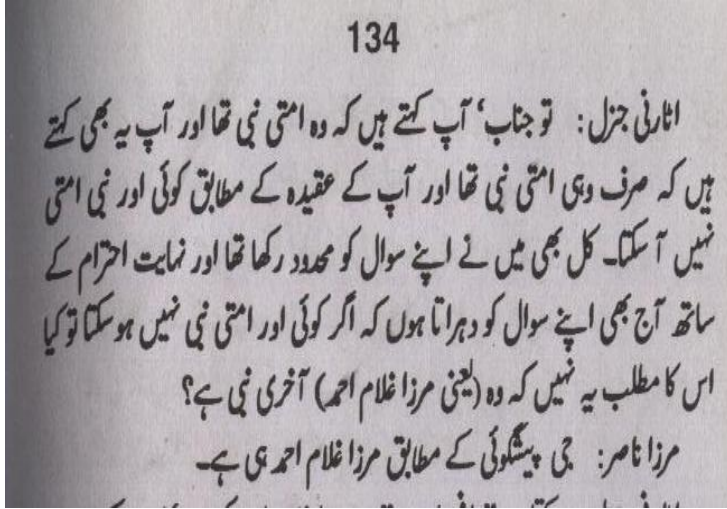 134
اٹارنی جنرل: تو جناب‘ آپ کہتے ہیں کہ وہ امتی نبی تھا اور آپ یہ بھی کہتے
ہیں کہ صرف وہی امتی نبی تھا اور آپ کے عقیدہ کے مطابق کوئی اور نبی امتی
نہیں آ سکتا۔ کل بھی میں نے اپنے سوال کو محدود رکھا تھا اور نہایت احترام کے
ساتھ آج بھی اپنے سوال کو دہراتا ہوں کہ اگر کوئی اور امتی نبی نہیں ہو سکتا تو کیا
اس کا مطلب یہ نہیں کہ وہ (یعنی مرزا غلام احمد) آخری نبی ہے؟
مرزا ناصر: جی پیشگوئی کے مطابق مرزا غلام احمد ہی ہے۔